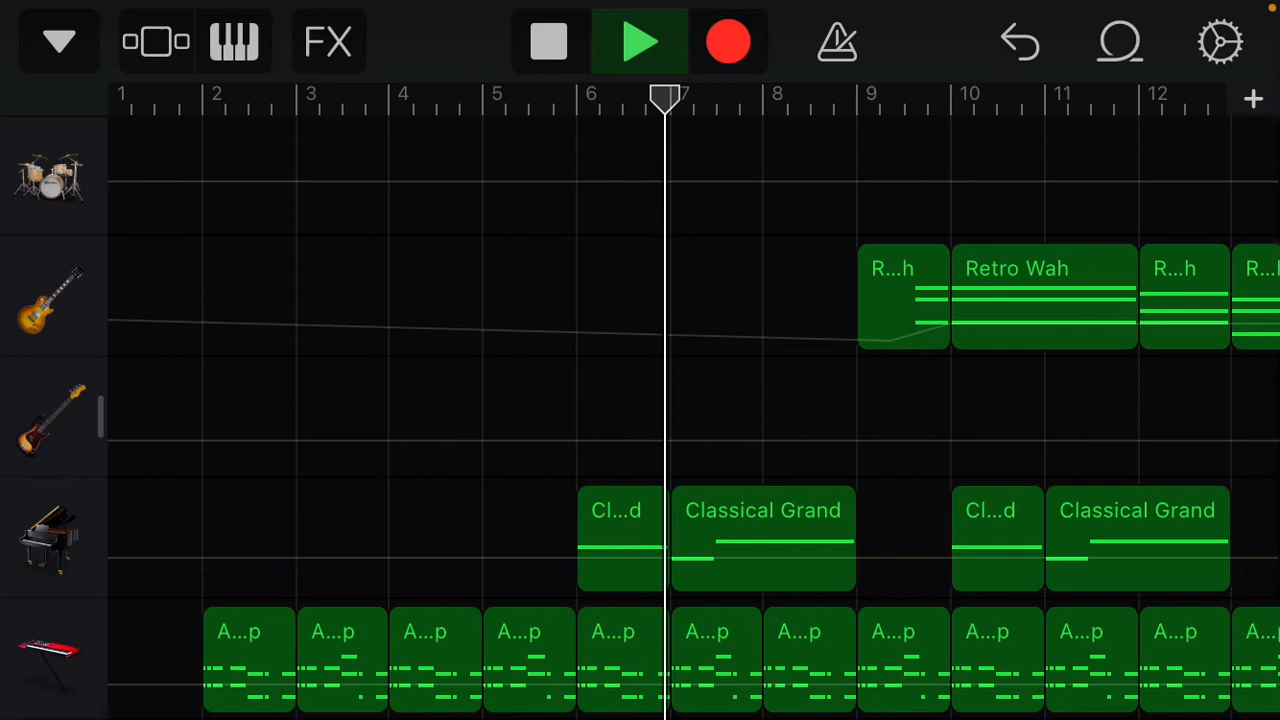 FX
1 2 3 4 5 6 7 8 9 10 11 12 +
R...h Retro Wah R...h R...h
Cl...d Classical Grand Cl...d Classical Grand
A...p A...p A...p A...p A...p A...p A...p A...p A...p A...p A...p A...